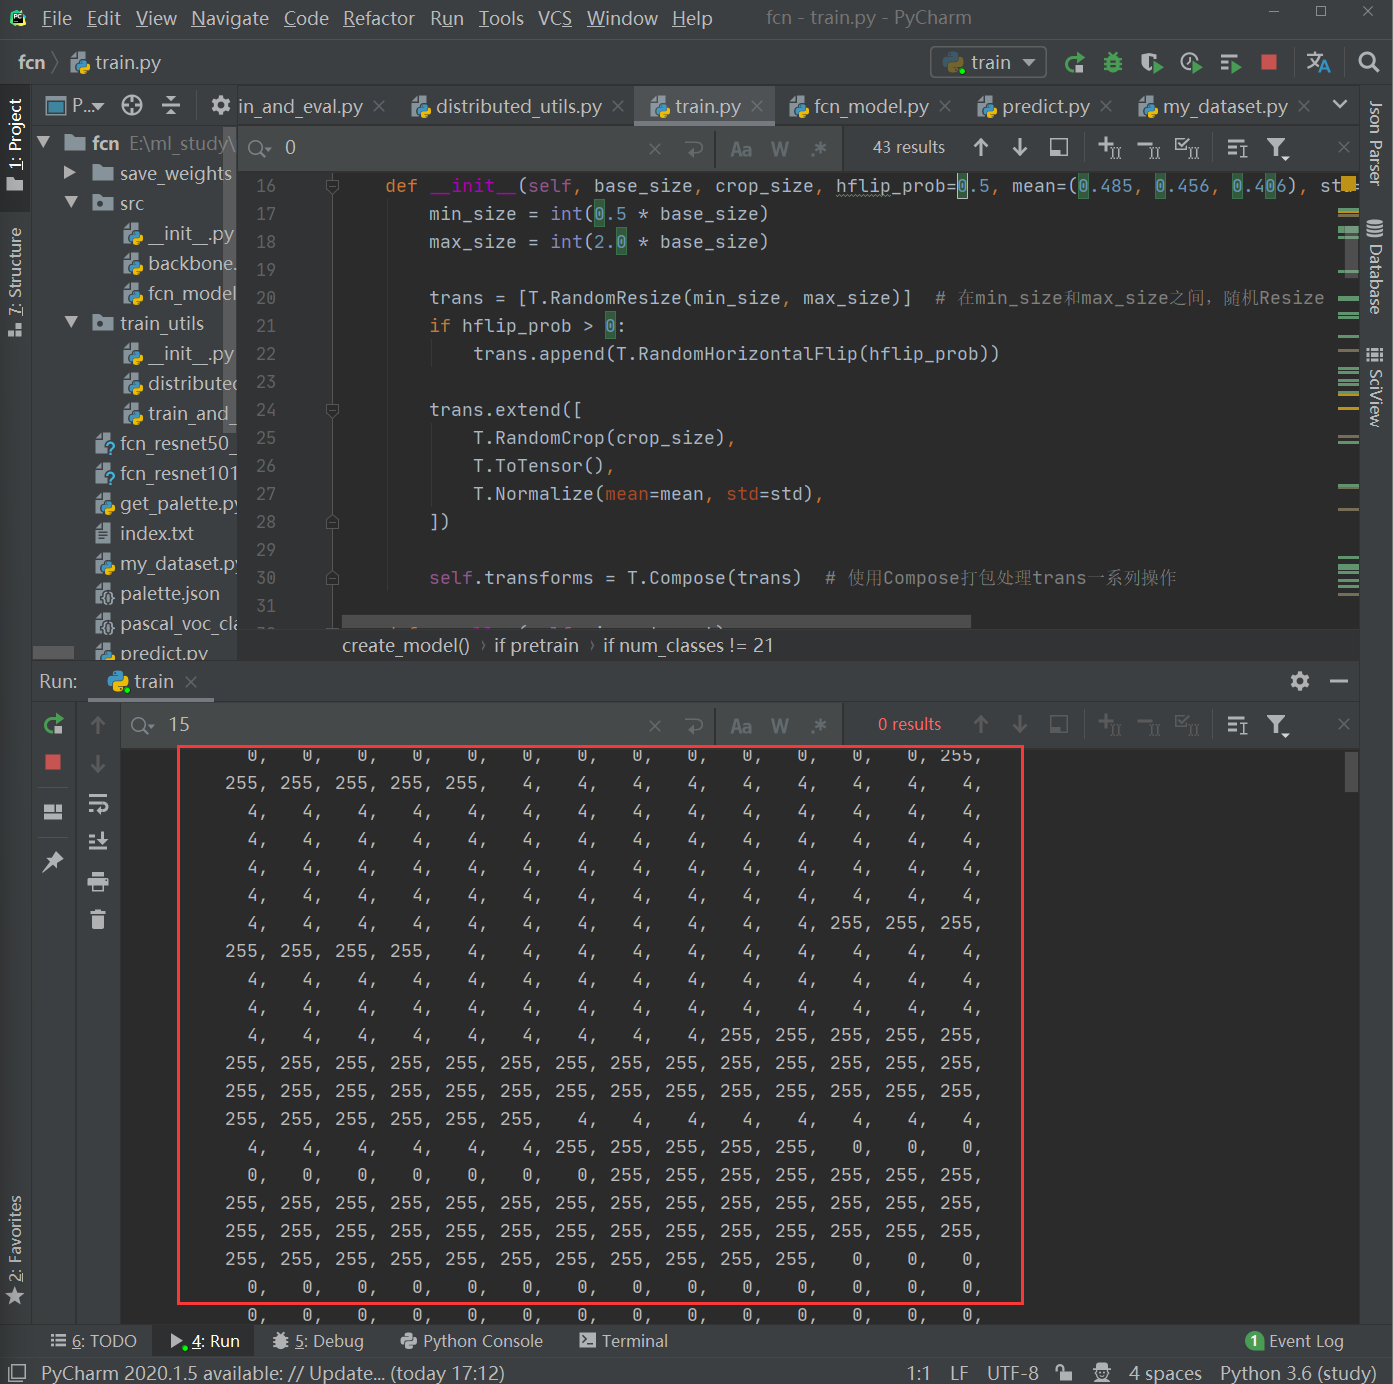 File Edit View Navigate Code Refactor Run Tools VCS Window Help fcn - train.py - PyCharm
fcn train.py train
1: Project
7: Structure
2: Favorites
P.. in_and_eval.py distributed_utils.py train.py fcn_model.py predict.py my_dataset.py
fcn E:\ml_study\
save_weights
src
__init__.py
backbone.
fcn_model
train_utils
__init__.py
distributed
train_and_
fcn_resnet50_
fcn_resnet101
get_palette.py
index.txt
my_dataset.py
palette.json
pascal_voc_cla
predict.py
0 Aa W .* 43 results
16 def __init__(self, base_size, crop_size, hflip_prob=0.5, mean=(0.485, 0.456, 0.406), st=
17 min_size = int(0.5 * base_size)
18 max_size = int(2.0 * base_size)
19
20 trans = [T.RandomResize(min_size, max_size)] # 在min_size和max_size之间，随机Resize
21 if hflip_prob > 0:
22 trans.append(T.RandomHorizontalFlip(hflip_prob))
23
24 trans.extend([
25 T.RandomCrop(crop_size),
26 T.ToTensor(),
27 T.Normalize(mean=mean, std=std),
28 ])
29
30 self.transforms = T.Compose(trans) # 使用Compose打包处理trans一系列操作
31
create_model() › if pretrain › if num_classes != 21
Json Parser
Database
SciView
Run: train
15 Aa W .* 0 results
0, 0, 0, 0, 0, 0, 0, 0, 0, 0, 0, 0, 0, 255,
255, 255, 255, 255, 255, 4, 4, 4, 4, 4, 4, 4, 4, 4,
4, 4, 4, 4, 4, 4, 4, 4, 4, 4, 4, 4, 4, 4,
4, 4, 4, 4, 4, 4, 4, 4, 4, 4, 4, 4, 4, 4,
4, 4, 4, 4, 4, 4, 4, 4, 4, 4, 4, 4, 4, 4,
4, 4, 4, 4, 4, 4, 4, 4, 4, 4, 4, 4, 4, 4,
4, 4, 4, 4, 4, 4, 4, 4, 4, 4, 4, 255, 255, 255,
255, 255, 255, 255, 4, 4, 4, 4, 4, 4, 4, 4, 4, 4,
4, 4, 4, 4, 4, 4, 4, 4, 4, 4, 4, 4, 4, 4,
4, 4, 4, 4, 4, 4, 4, 4, 4, 4, 4, 4, 4, 4,
4, 4, 4, 4, 4, 4, 4, 4, 4, 255, 255, 255, 255, 255,
255, 255, 255, 255, 255, 255, 255, 255, 255, 255, 255, 255, 255, 255,
255, 255, 255, 255, 255, 255, 255, 255, 255, 255, 255, 255, 255, 255,
255, 255, 255, 255, 255, 255, 4, 4, 4, 4, 4, 4, 4, 4,
4, 4, 4, 4, 4, 4, 255, 255, 255, 255, 255, 0, 0, 0,
0, 0, 0, 0, 0, 0, 0, 255, 255, 255, 255, 255, 255, 255,
255, 255, 255, 255, 255, 255, 255, 255, 255, 255, 255, 255, 255, 255,
255, 255, 255, 255, 255, 255, 255, 255, 255, 255, 255, 255, 255, 255,
255, 255, 255, 255, 255, 255, 255, 255, 255, 255, 255, 0, 0, 0,
0, 0, 0, 0, 0, 0, 0, 0, 0, 0, 0, 0, 0, 0,
0, 0, 0, 0, 0, 0, 0, 0, 0, 0, 0, 0, 0, 0,
6: TODO 4: Run 5: Debug Python Console Terminal 1 Event Log
PyCharm 2020.1.5 available: // Update... (today 17:12) 1:1 LF UTF-8 4 spaces Python 3.6 (study)